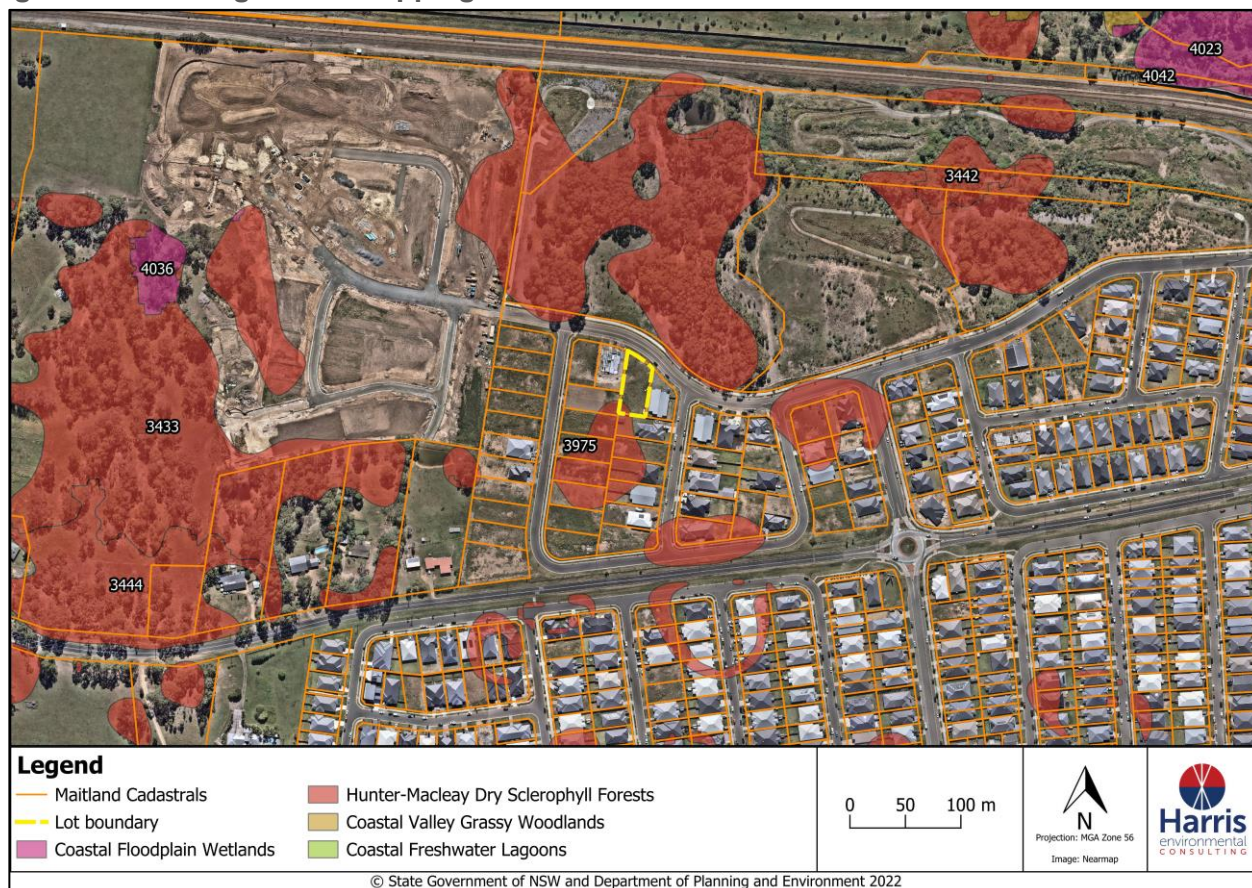 4023
4042
3442
4036
3433
3975
3444
Legend
Maitland Cadastrals
Lot boundary
Coastal Floodplain Wetlands
Hunter-Macleay Dry Sclerophyll Forests
Coastal Valley Grassy Woodlands
Coastal Freshwater Lagoons
0 50 100 m
N
Projection: MGA Zone 56
Image: Nearmap
Harris
environmental
CONSULTING
© State Government of NSW and Department of Planning and Environment 2022